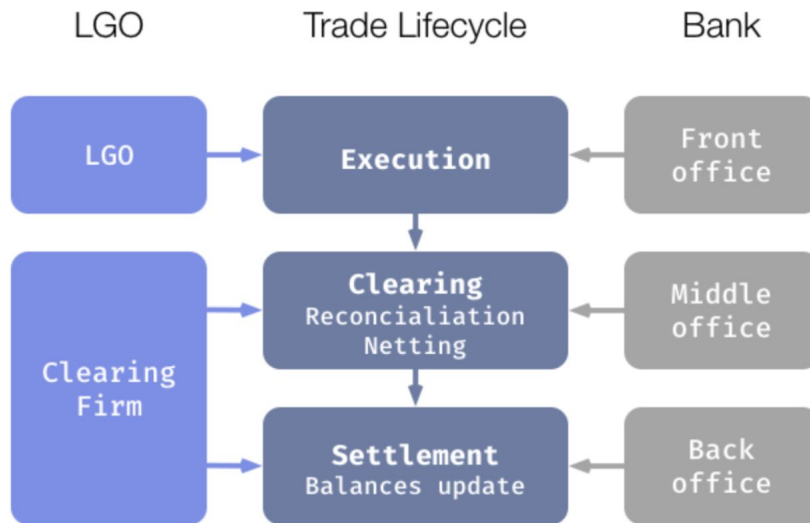 LGO
Trade Lifecycle
Bank
LGO
Execution
Front
office
Clearing
Firm
Clearing
Reconcialiation
Netting
Middle
office
Settlement
Balances update
Back
office